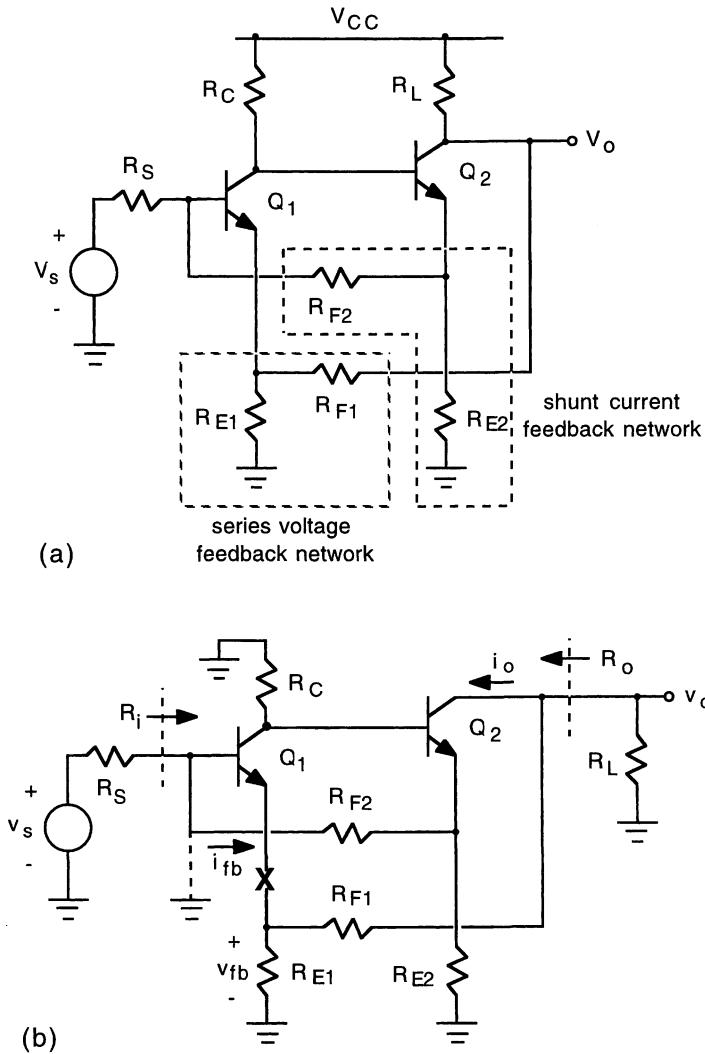 VCC
RC
RL
Vo
RS
Q1
Q2
+
Vs
-
RF2
RE1
RF1
RE2
shunt current
feedback network
series voltage
feedback network
(a)
io
Ro
RC
vo
Ri
Q2
Q1
RL
RS
+
vs
-
RF2
ifb
X
RF1
+
vfb
-
RE1
RE2
(b)